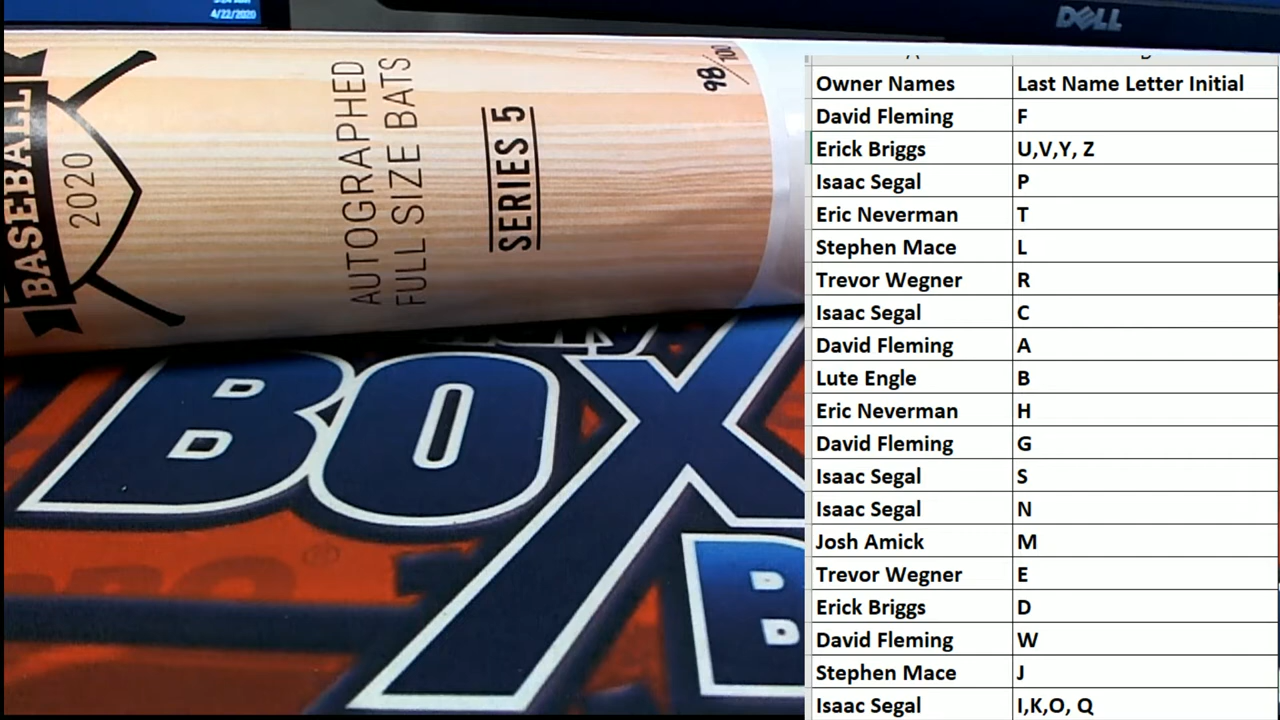 4/22/2020
DELL
BASEBALL
2020
AUTOGRAPHED
FULL SIZE BATS
SERIES 5
98/100
BOX
B
Owner Names Last Name Letter Initial
David Fleming F
Erick Briggs U,V,Y, Z
Isaac Segal P
Eric Neverman T
Stephen Mace L
Trevor Wegner R
Isaac Segal C
David Fleming A
Lute Engle B
Eric Neverman H
David Fleming G
Isaac Segal S
Isaac Segal N
Josh Amick M
Trevor Wegner E
Erick Briggs D
David Fleming W
Stephen Mace J
Isaac Segal I,K,O, Q